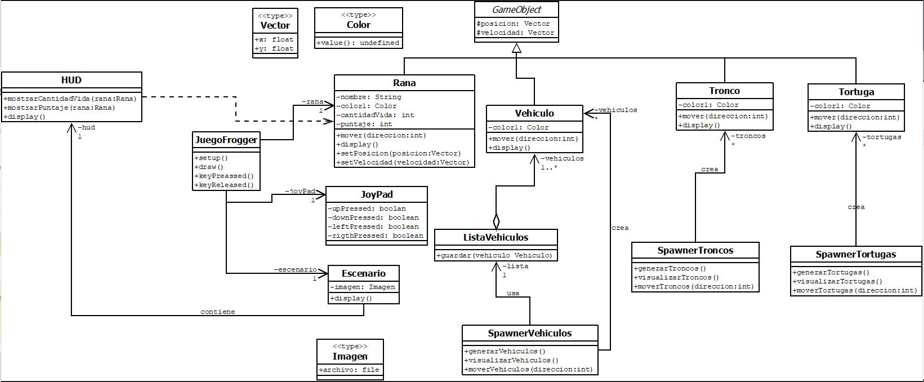 GameObject
#posicion: Vector
#velocidad: Vector
<<type>>
Vector
+x: float
+y: float
<<type>>
Color
+value(): undefined
HUD
+mostrarCantidadVida(rana:Rana)
+mostrarPuntaje(rana:Rana)
+display()
-hud
1
Rana
-nombre: String
-color1: Color
-cantidadVida: int
-puntaje: int
+mover(direccion:int)
+display()
+setPosicion(posicion:Vector)
+setVelocidad(velocidad:Vector)
-rana
1
Vehiculo
-color1: Color
+mover(direccion:int)
+display()
-vehiculos
*
-vehiculos
1..*
Tronco
-color1: Color
+mover(direccion:int)
+display()
-troncos
*
Tortuga
-color1: Color
+mover(direccion:int)
+display()
-tortugas
*
JuegoFrogger
+setup()
+draw()
+keyPreassed()
+keyReleased()
-joyPad
1
JoyPad
-upPressed: boolan
-downPressed: boolean
-leftPressed: boolean
-rigthPressed: boolean
crea
crea
crea
ListaVehiculos
+guardar(vehiculo Vehiculo)
-lista
1
usa
SpawnerTroncos
+generarTroncos()
+visualizarTroncos()
+moverTroncos(direccion:int)
SpawnerTortugas
+generarTortugas()
+visualizarTortugas()
+moverTortugas(direccion:int)
-escenario
1
Escenario
-imagen: Imagen
+display()
contiene
SpawnerVehiculos
+generarVehiculos()
+visualizarVehiculos()
+moverVehiculos(direccion:int)
<<type>>
Imagen
+archivo: file